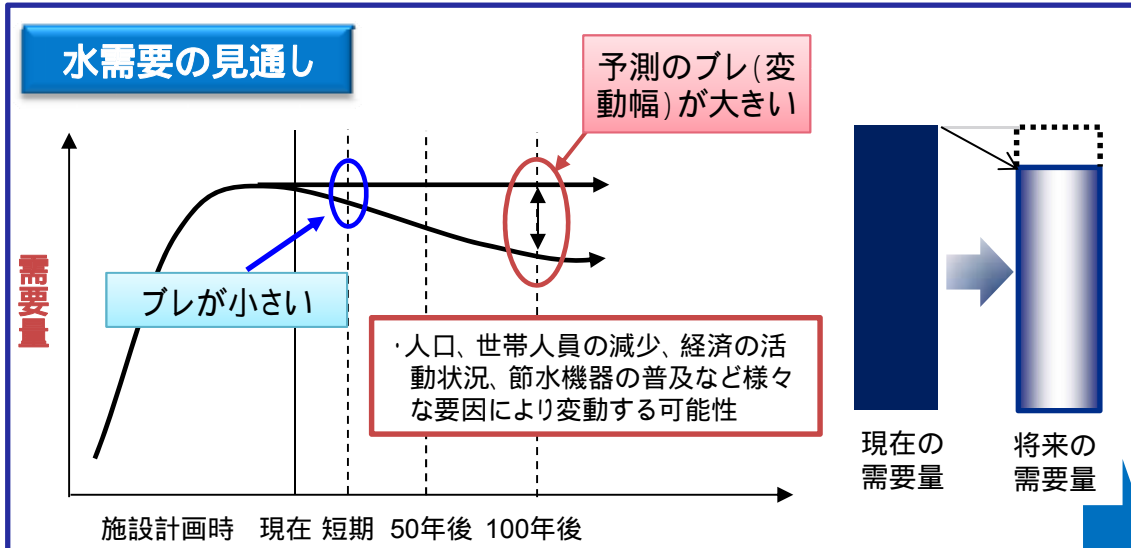 水需要の見通し
予測のブレ(変
動幅)が大きい
需要量
ブレが小さい
・人口、世帯人員の減少、経済の活
動状況、節水機器の普及など様々
な要因により変動する可能性
現在の
需要量
将来の
需要量
施設計画時 現在 短期 50年後 100年後